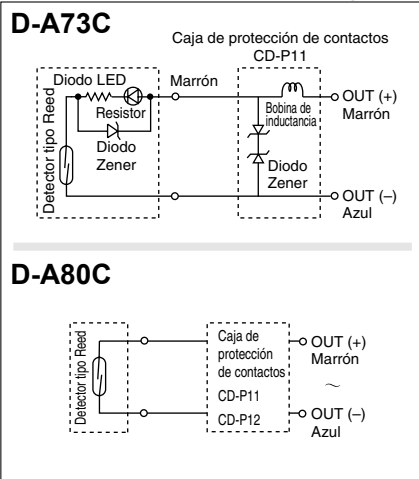 D-A73C
Caja de protección de contactos
CD-P11
Diodo LED
Marrón
Resistor
Diodo
Zener
Detector tipo Reed
Bobina de
inductancia
Diodo
Zener
OUT (+)
Marrón
OUT (–)
Azul
D-A80C
Detector tipo Reed
Caja de
protección
de contactos
CD-P11
CD-P12
OUT (+)
Marrón
~
OUT (–)
Azul